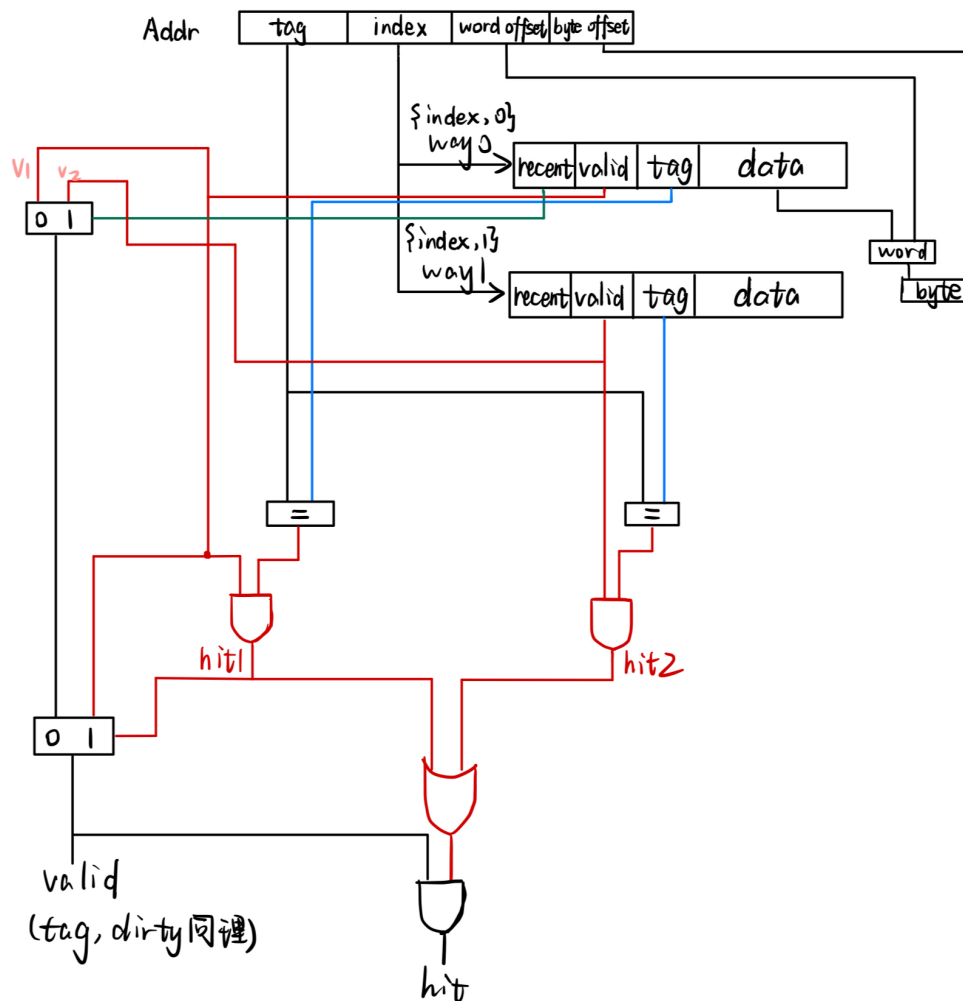 Addr tag index word offset byte offset
{index,0}
way0
V1 V2
recent valid tag data
0 1
{index,1}
way1
word
byte
recent valid tag data
=
=
hit1
hit2
0 1
valid
(tag, dirty同理)
hit